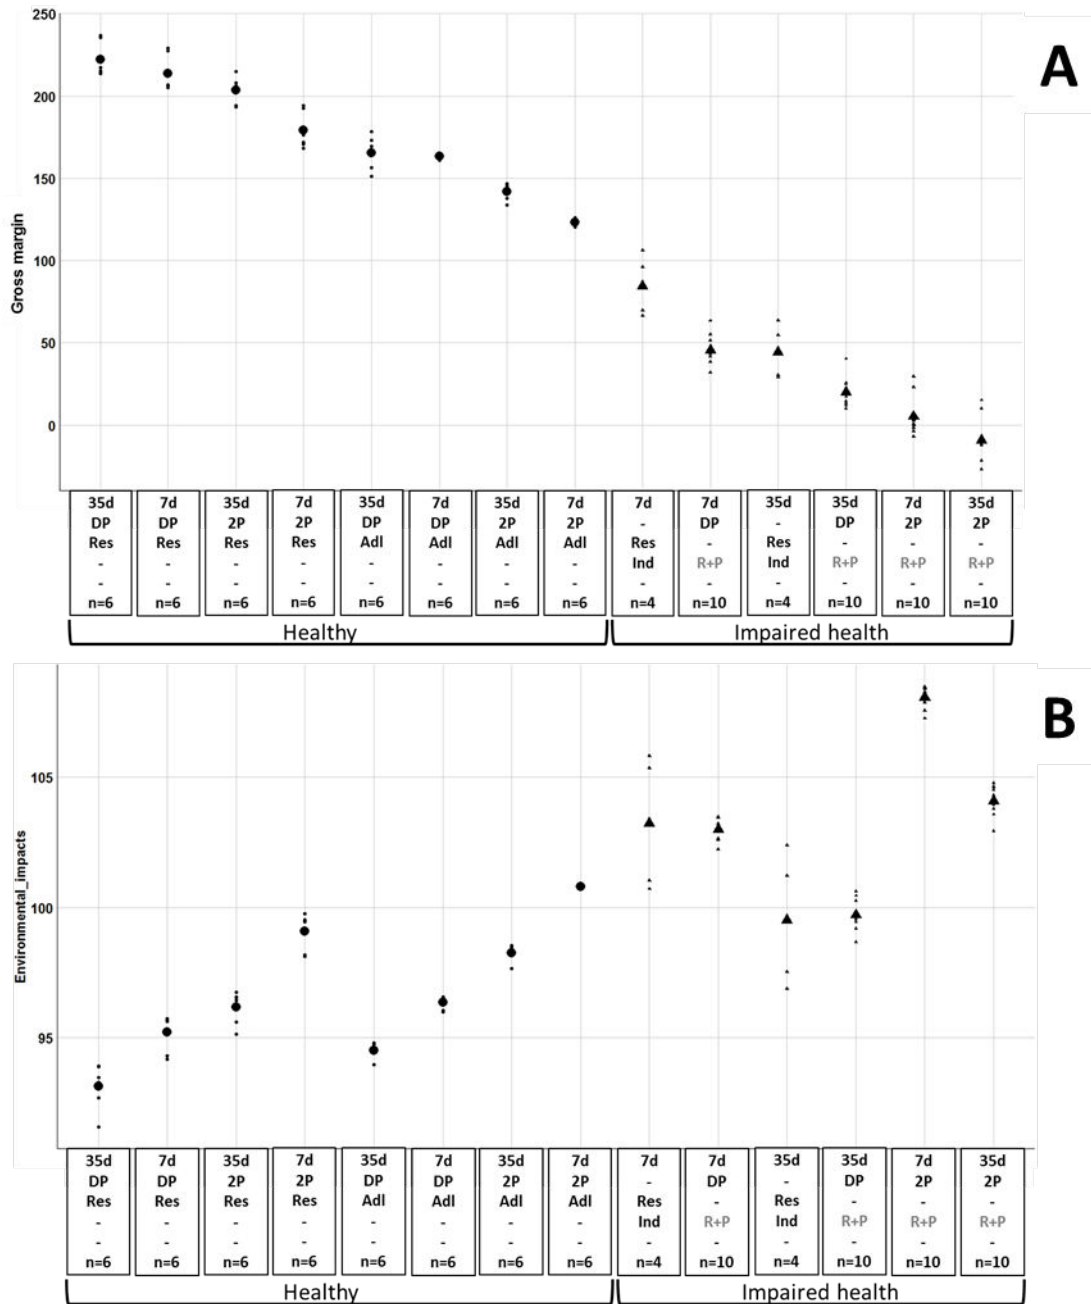 A
250
200
150
100
50
0
Gross margin
35d 7d 35d 7d 35d 7d 35d 7d 7d 7d 35d 35d 7d 35d
DP DP 2P 2P DP DP 2P 2P - DP - DP 2P 2P
Res Res Res Res Adl Adl Adl Adl Res - Res - - -
- - - - - - - - Ind R+P Ind R+P R+P R+P
- - - - - - - - - - - - - -
n=6 n=6 n=6 n=6 n=6 n=6 n=6 n=6 n=4 n=10 n=4 n=10 n=10 n=10
Healthy Impaired health
B
105
100
95
Environmental_impacts
35d 7d 35d 7d 35d 7d 35d 7d 7d 7d 35d 35d 7d 35d
DP DP 2P 2P DP DP 2P 2P - DP - DP 2P 2P
Res Res Res Res Adl Adl Adl Adl Res - Res - - -
- - - - - - - - Ind R+P Ind R+P R+P R+P
- - - - - - - - - - - - - -
n=6 n=6 n=6 n=6 n=6 n=6 n=6 n=6 n=4 n=10 n=4 n=10 n=10 n=10
Healthy Impaired health